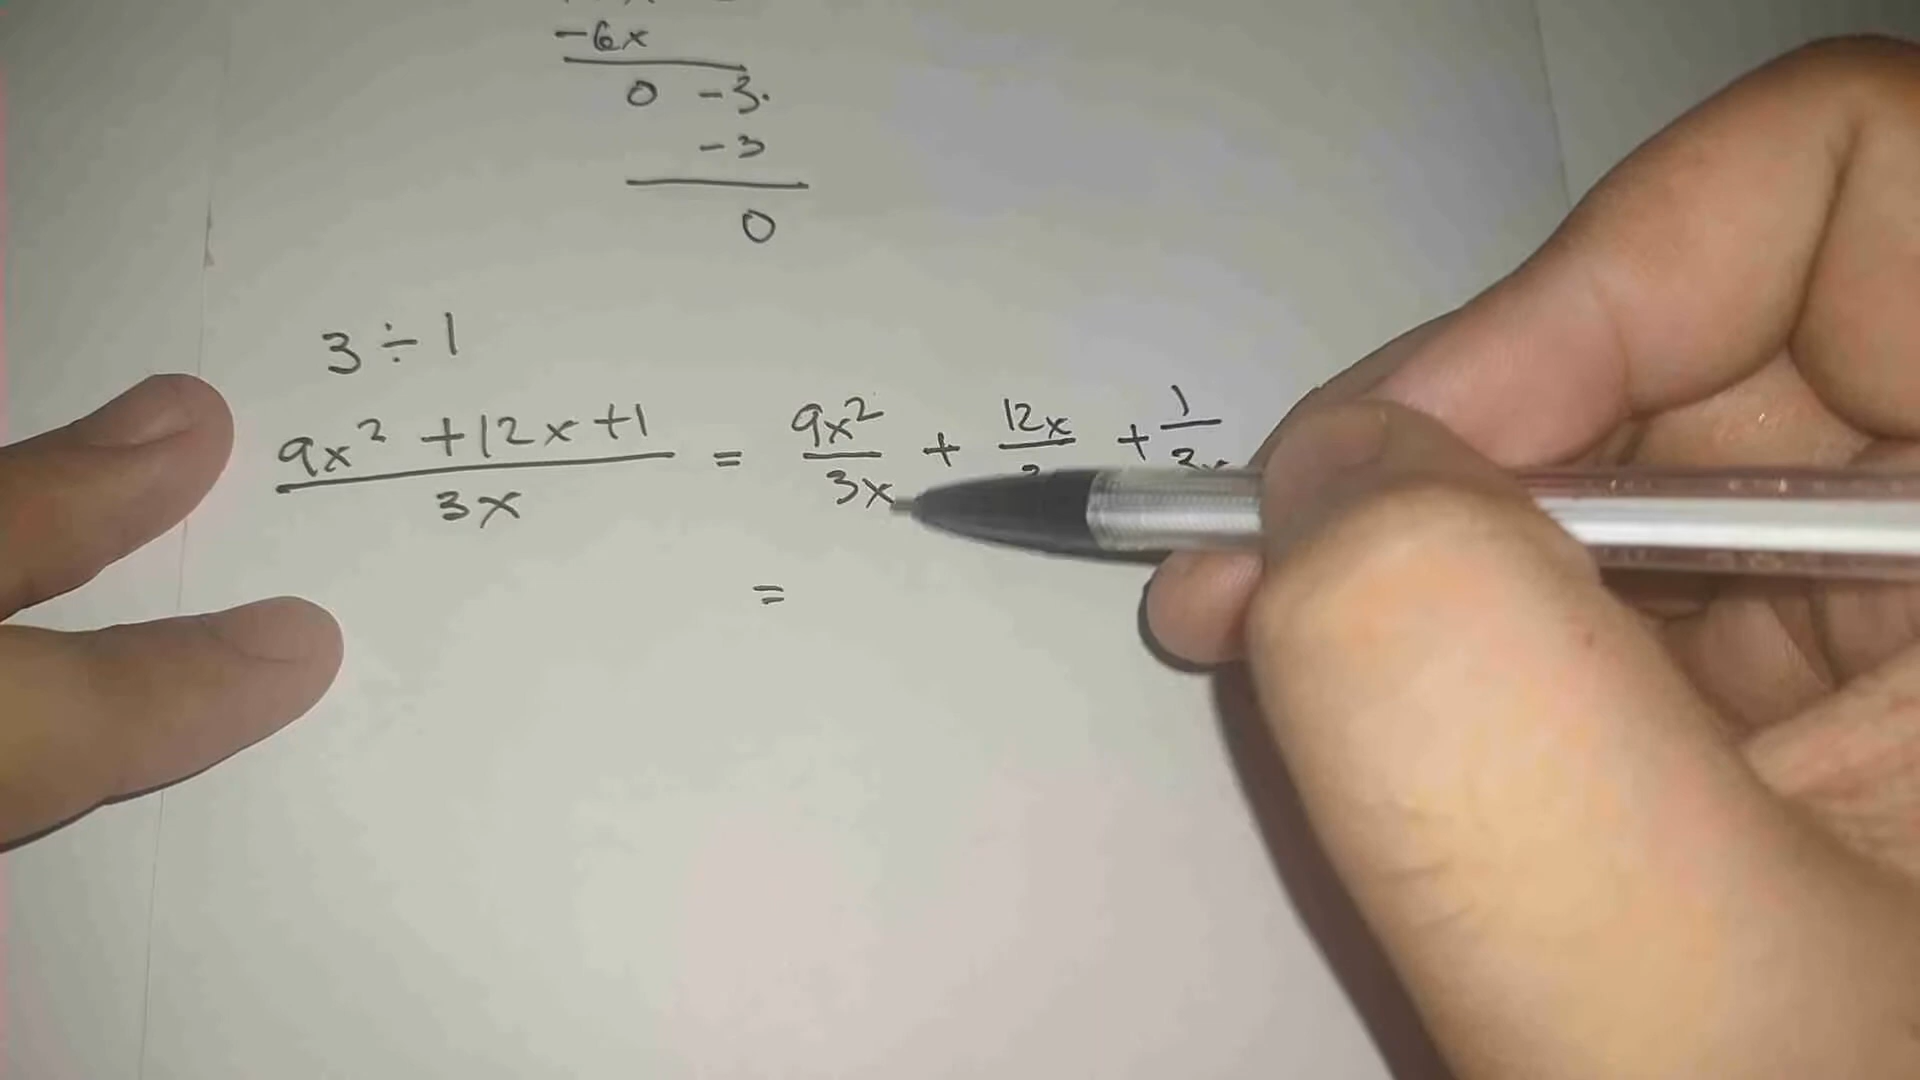 -6x
0 -3.
-3
0
3 ÷ 1
9x² + 12x + 1 = 9x² + 12x + 1
3x 3x
=